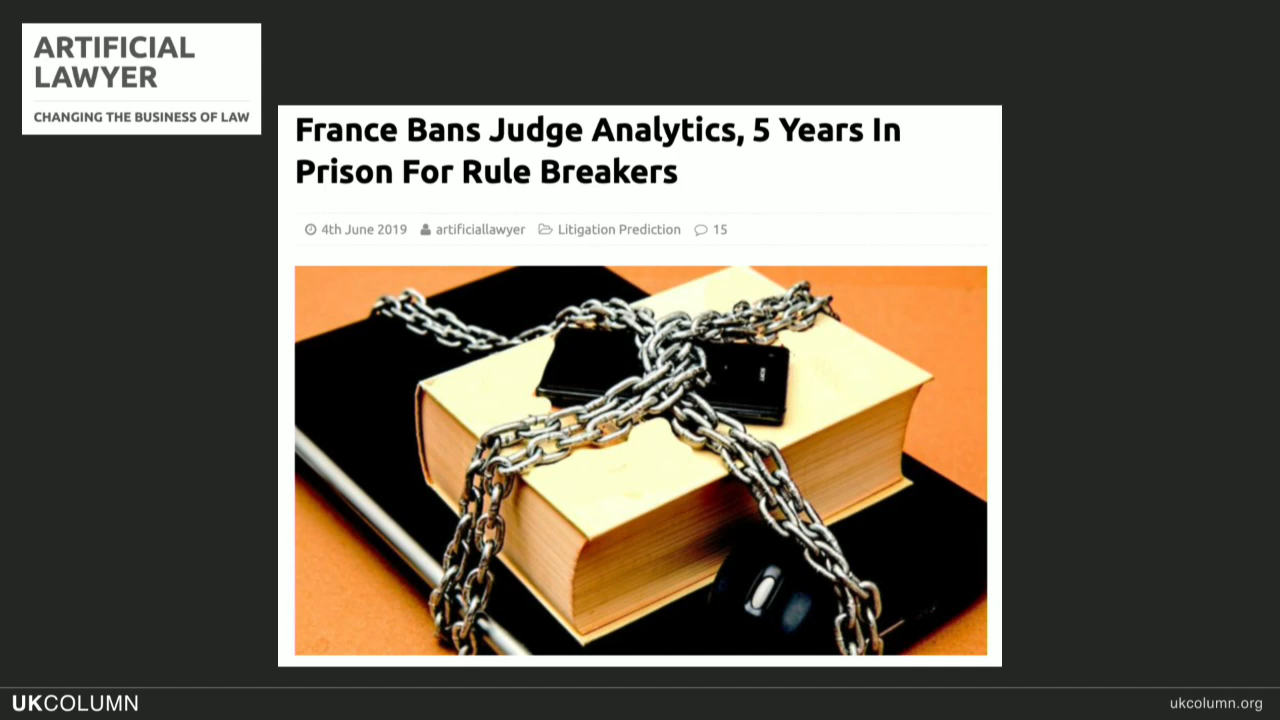 ARTIFICIAL
LAWYER
CHANGING THE BUSINESS OF LAW
France Bans Judge Analytics, 5 Years In
Prison For Rule Breakers
4th June 2019 artificiallawyer Litigation Prediction 15
UKCOLUMN
ukcolumn.org